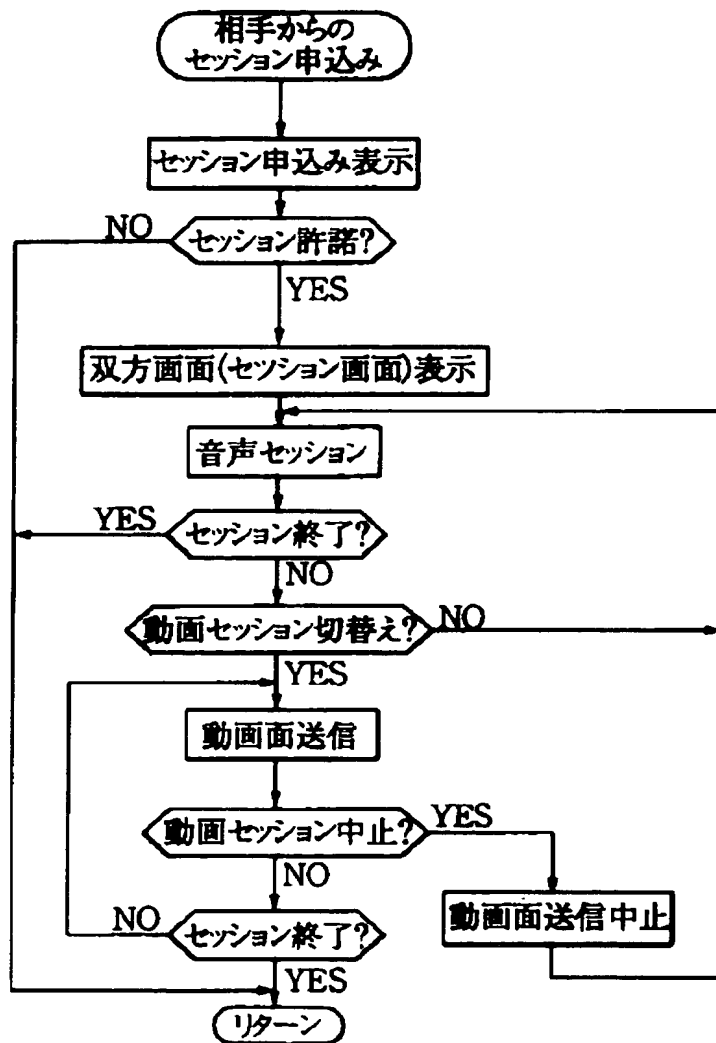 相手からの
セッション申込み
セッション申込み表示
NO
セッション許諾?
YES
双方画面(セッション画面)表示
音声セッション
YES
セッション終了?
NO
動画セッション切替え?
NO
YES
動画面送信
動画セッション中止?
YES
NO
動画面送信中止
NO
セッション終了?
YES
リターン